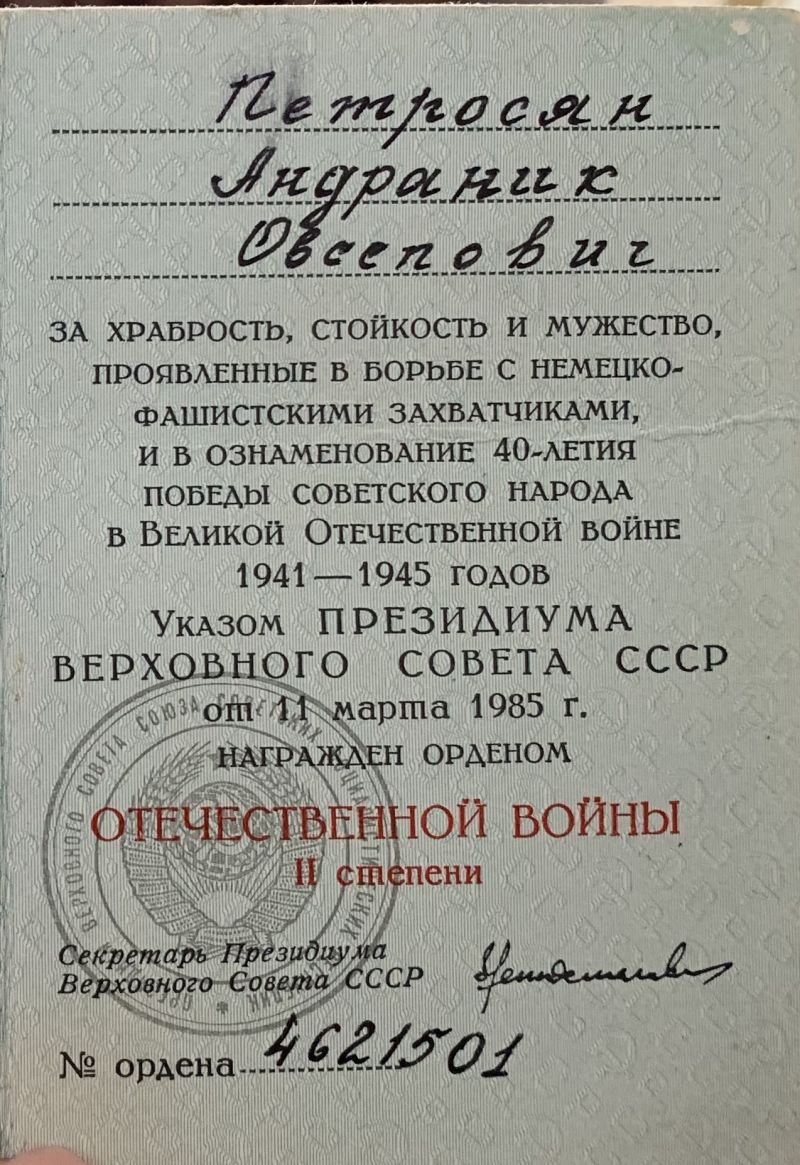 Петросян
Андраник
Овсепович
ЗА ХРАБРОСТЬ, СТОЙКОСТЬ И МУЖЕСТВО,
ПРОЯВЛЕННЫЕ В БОРЬБЕ С НЕМЕЦКО-
ФАШИСТСКИМИ ЗАХВАТЧИКАМИ,
И В ОЗНАМЕНОВАНИЕ 40-ЛЕТИЯ
ПОБЕДЫ СОВЕТСКОГО НАРОДА
В ВЕЛИКОЙ ОТЕЧЕСТВЕННОЙ ВОЙНЕ
1941—1945 ГОДОВ
УКАЗОМ ПРЕЗИДИУМА
ВЕРХОВНОГО СОВЕТА СССР
от 11 марта 1985 г.
НАГРАЖДЕН ОРДЕНОМ
ОТЕЧЕСТВЕННОЙ ВОЙНЫ
II степени
Секретарь Президиума
Верховного Совета СССР
№ ордена 4621501